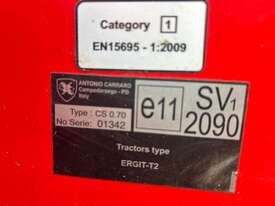 Category 1
EN15695 - 1:2009
ANTONIO CARRARO
Campodarsego - PD
Italy
Type : CS 0.70
No Serie: 01342
e11
SV1
2090
Tractors type
ERGIT-T2